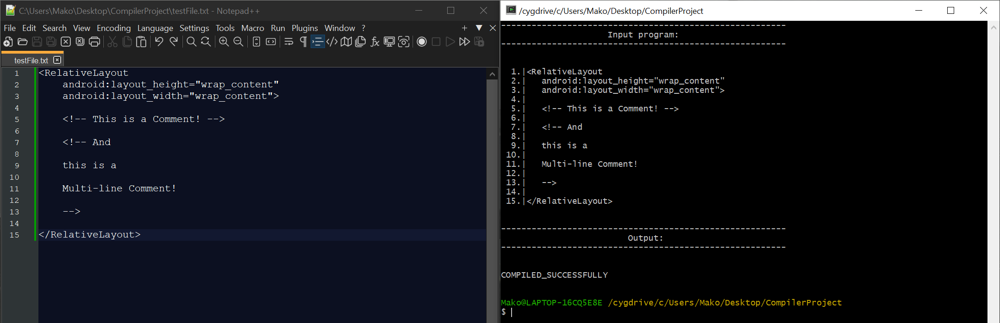 C:\Users\Mako\Desktop\CompilerProject\testFile.txt - Notepad++
File Edit Search View Encoding Language Settings Tools Macro Run Plugins Window ?
testFile.txt
1 <RelativeLayout
2     android:layout_height="wrap_content"
3     android:layout_width="wrap_content">
4
5     <!-- This is a Comment! -->
6
7     <!-- And
8
9     this is a
10
11     Multi-line Comment!
12
13     -->
14
15 </RelativeLayout>
/cygdrive/c/Users/Mako/Desktop/CompilerProject
--------------------------------------------------------
Input program:
--------------------------------------------------------
1.|<RelativeLayout
2.|   android:layout_height="wrap_content"
3.|   android:layout_width="wrap_content">
4.|
5.|   <!-- This is a Comment! -->
6.|
7.|   <!-- And
8.|
9.|   this is a
10.|
11.|   Multi-line Comment!
12.|
13.|   -->
14.|
15.|</RelativeLayout>
--------------------------------------------------------
Output:
--------------------------------------------------------
COMPILED_SUCCESSFULLY
Mako@LAPTOP-16CQ5E8E /cygdrive/c/Users/Mako/Desktop/CompilerProject
$